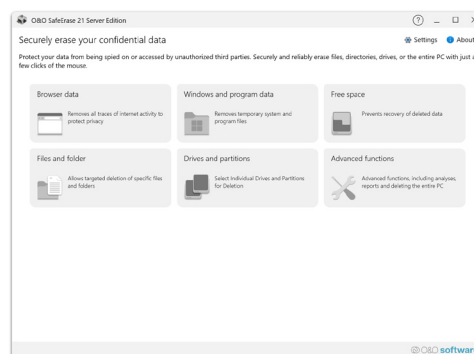 O&O SafeErase 21 Server Edition
Securely erase your confidential data
Settings
About
Protect your data from being spied on or accessed by unauthorized third parties. Securely and reliably erase files, directories, drives, or the entire PC with just a
few clicks of the mouse.
Browser data
Removes all traces of internet activity to
protect privacy
Windows and program data
Removes temporary system and
program files
Free space
Prevents recovery of deleted data
Files and folder
Allows targeted deletion of specific files
and folders
Drives and partitions
Select Individual Drives and Partitions
for Deletion
Advanced functions
Advanced functions, including analyses,
reports and deleting the entire PC
O&O software